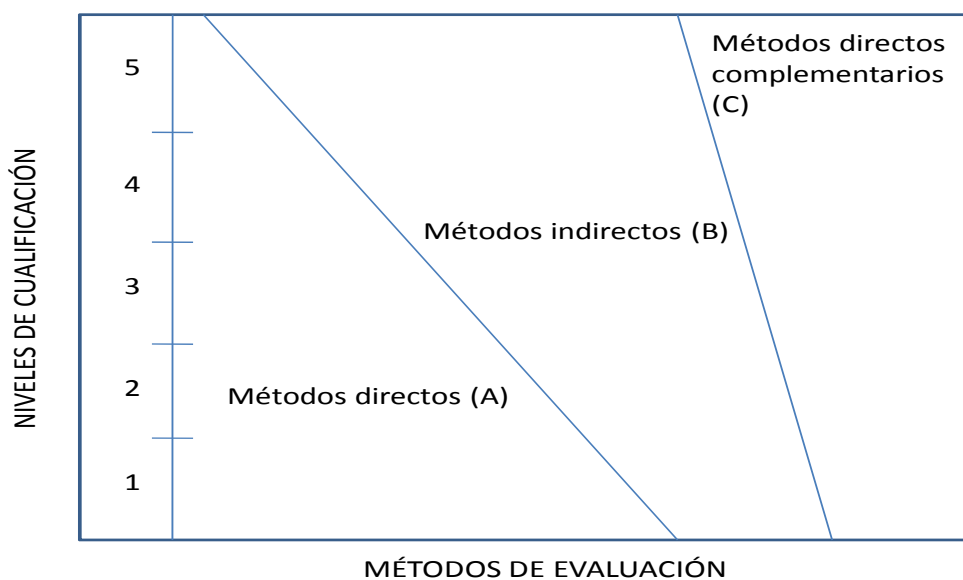 NIVELES DE CUALIFICACIÓN
5
4
3
2
1
Métodos directos
complementarios
(C)
Métodos indirectos (B)
Métodos directos (A)
MÉTODOS DE EVALUACIÓN